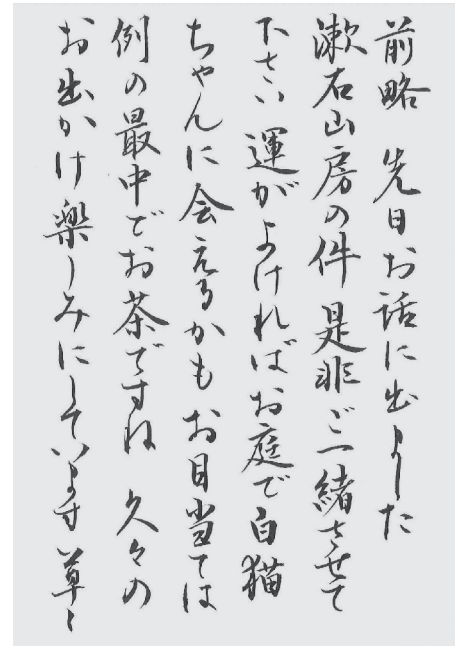 前略 先日お話に出ました
漱石山房の件 是非ご一緒させて
下さい 運がよければお庭で白猫
ちゃんに会えるかも お目当ては
例の最中でお茶ですね 久々の
お出かけ楽しみにしています 草々